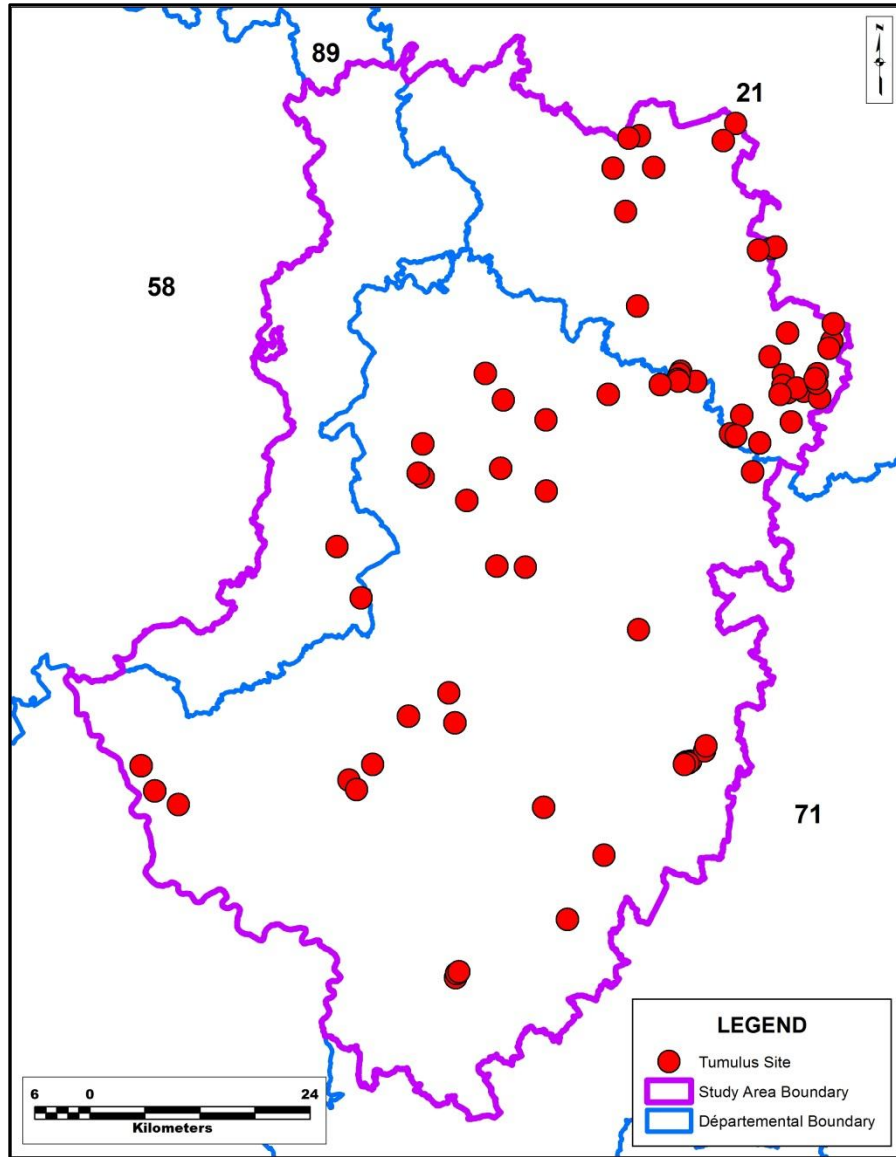 89
21
N
58
71
LEGEND
Tumulus Site
Study Area Boundary
Départemental Boundary
6 0 24
Kilometers